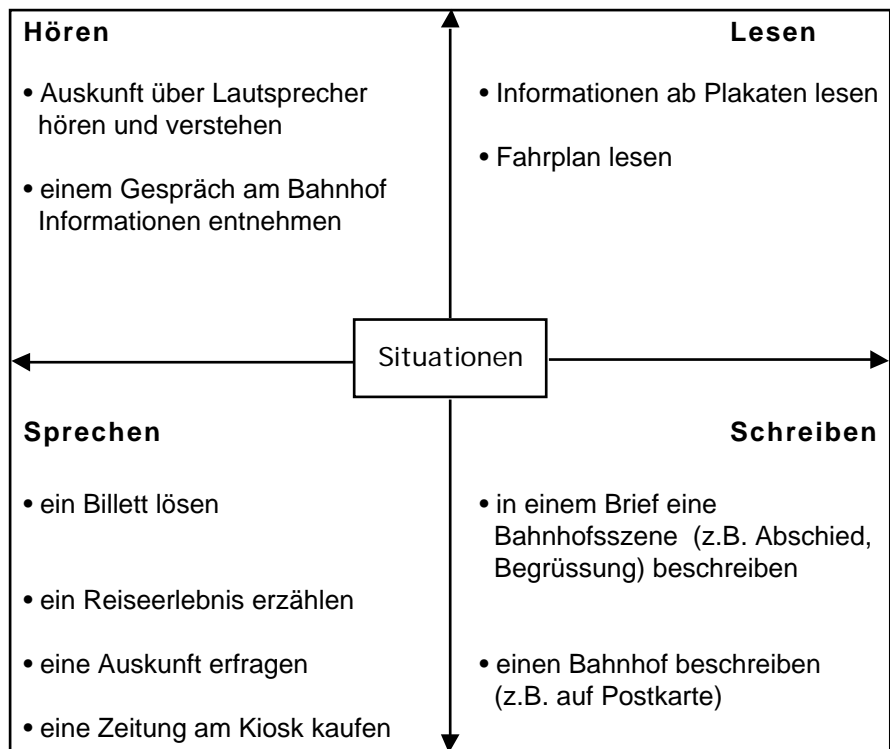 Hören
• Auskunft über Lautsprecher
hören und verstehen
• einem Gespräch am Bahnhof
Informationen entnehmen
Lesen
• Informationen ab Plakaten lesen
• Fahrplan lesen
Situationen
Sprechen
• ein Billett lösen
• ein Reiseerlebnis erzählen
• eine Auskunft erfragen
• eine Zeitung am Kiosk kaufen
Schreiben
• in einem Brief eine
Bahnhofsszene (z.B. Abschied,
Begrüssung) beschreiben
• einen Bahnhof beschreiben
(z.B. auf Postkarte)